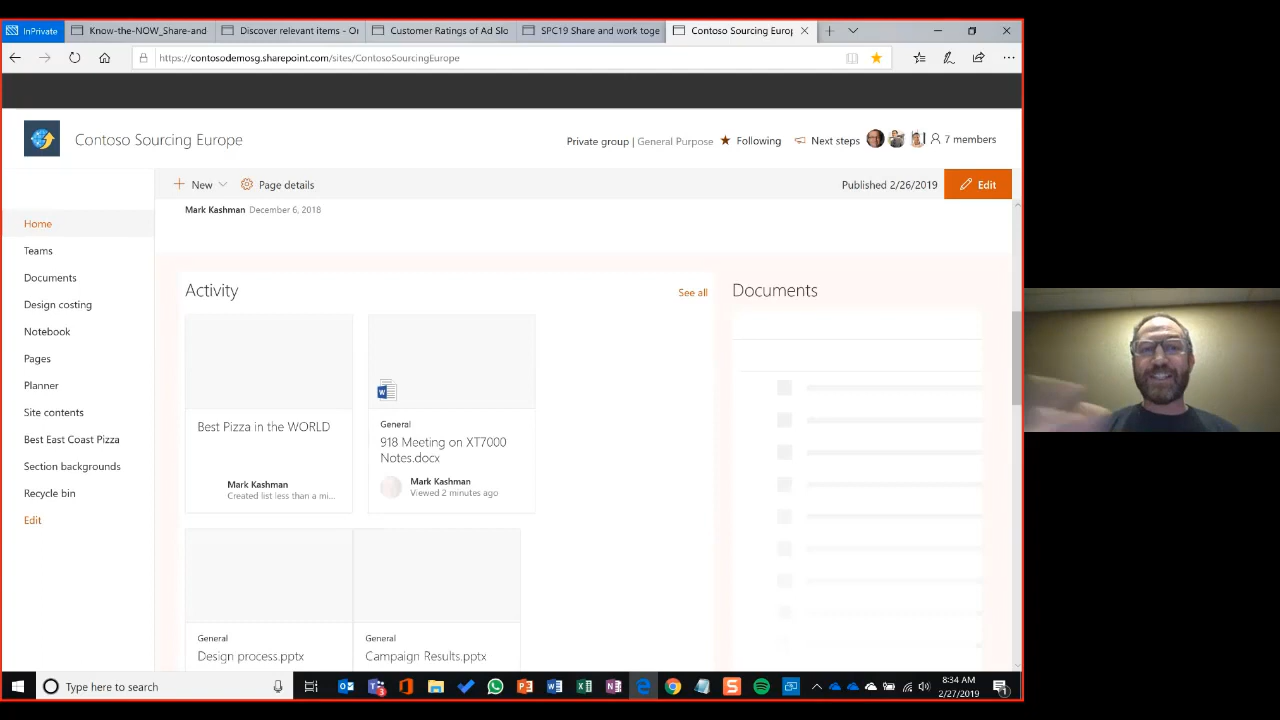 InPrivate
Know-the-NOW_Share-and
Discover relevant items - Or
Customer Ratings of Ad Slo
SPC19 Share and work toge
Contoso Sourcing Europ
https://contosodemosg.sharepoint.com/sites/ContosoSourcingEurope
Contoso Sourcing Europe
Private group | General Purpose
Following
Next steps
7 members
New
Page details
Published 2/26/2019
Edit
Mark Kashman December 6, 2018
Home
Teams
Documents
Design costing
Notebook
Pages
Planner
Site contents
Best East Coast Pizza
Section backgrounds
Recycle bin
Edit
Activity
See all
Best Pizza in the WORLD
Mark Kashman
Created list less than a mi...
General
918 Meeting on XT7000
Notes.docx
Mark Kashman
Viewed 2 minutes ago
General
Design process.pptx
General
Campaign Results.pptx
Documents
Type here to search
8:34 AM
2/27/2019